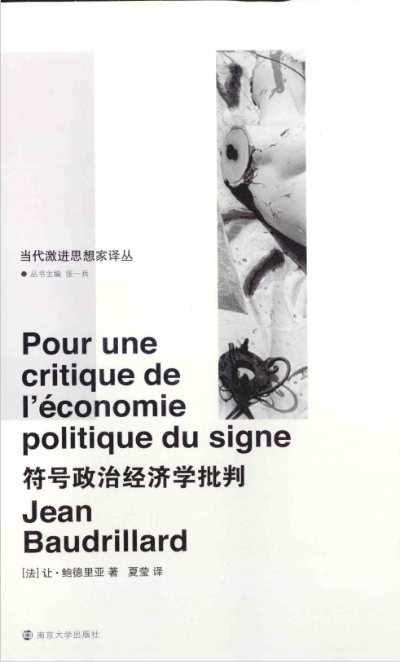 当代激进思想家译丛
● 丛书主编 张一兵
Pour une
critique de
l'économie
politique du signe
符号政治经济学批判
Jean
Baudrillard
[法] 让·鲍德里亚 著 夏莹 译
南京大学出版社